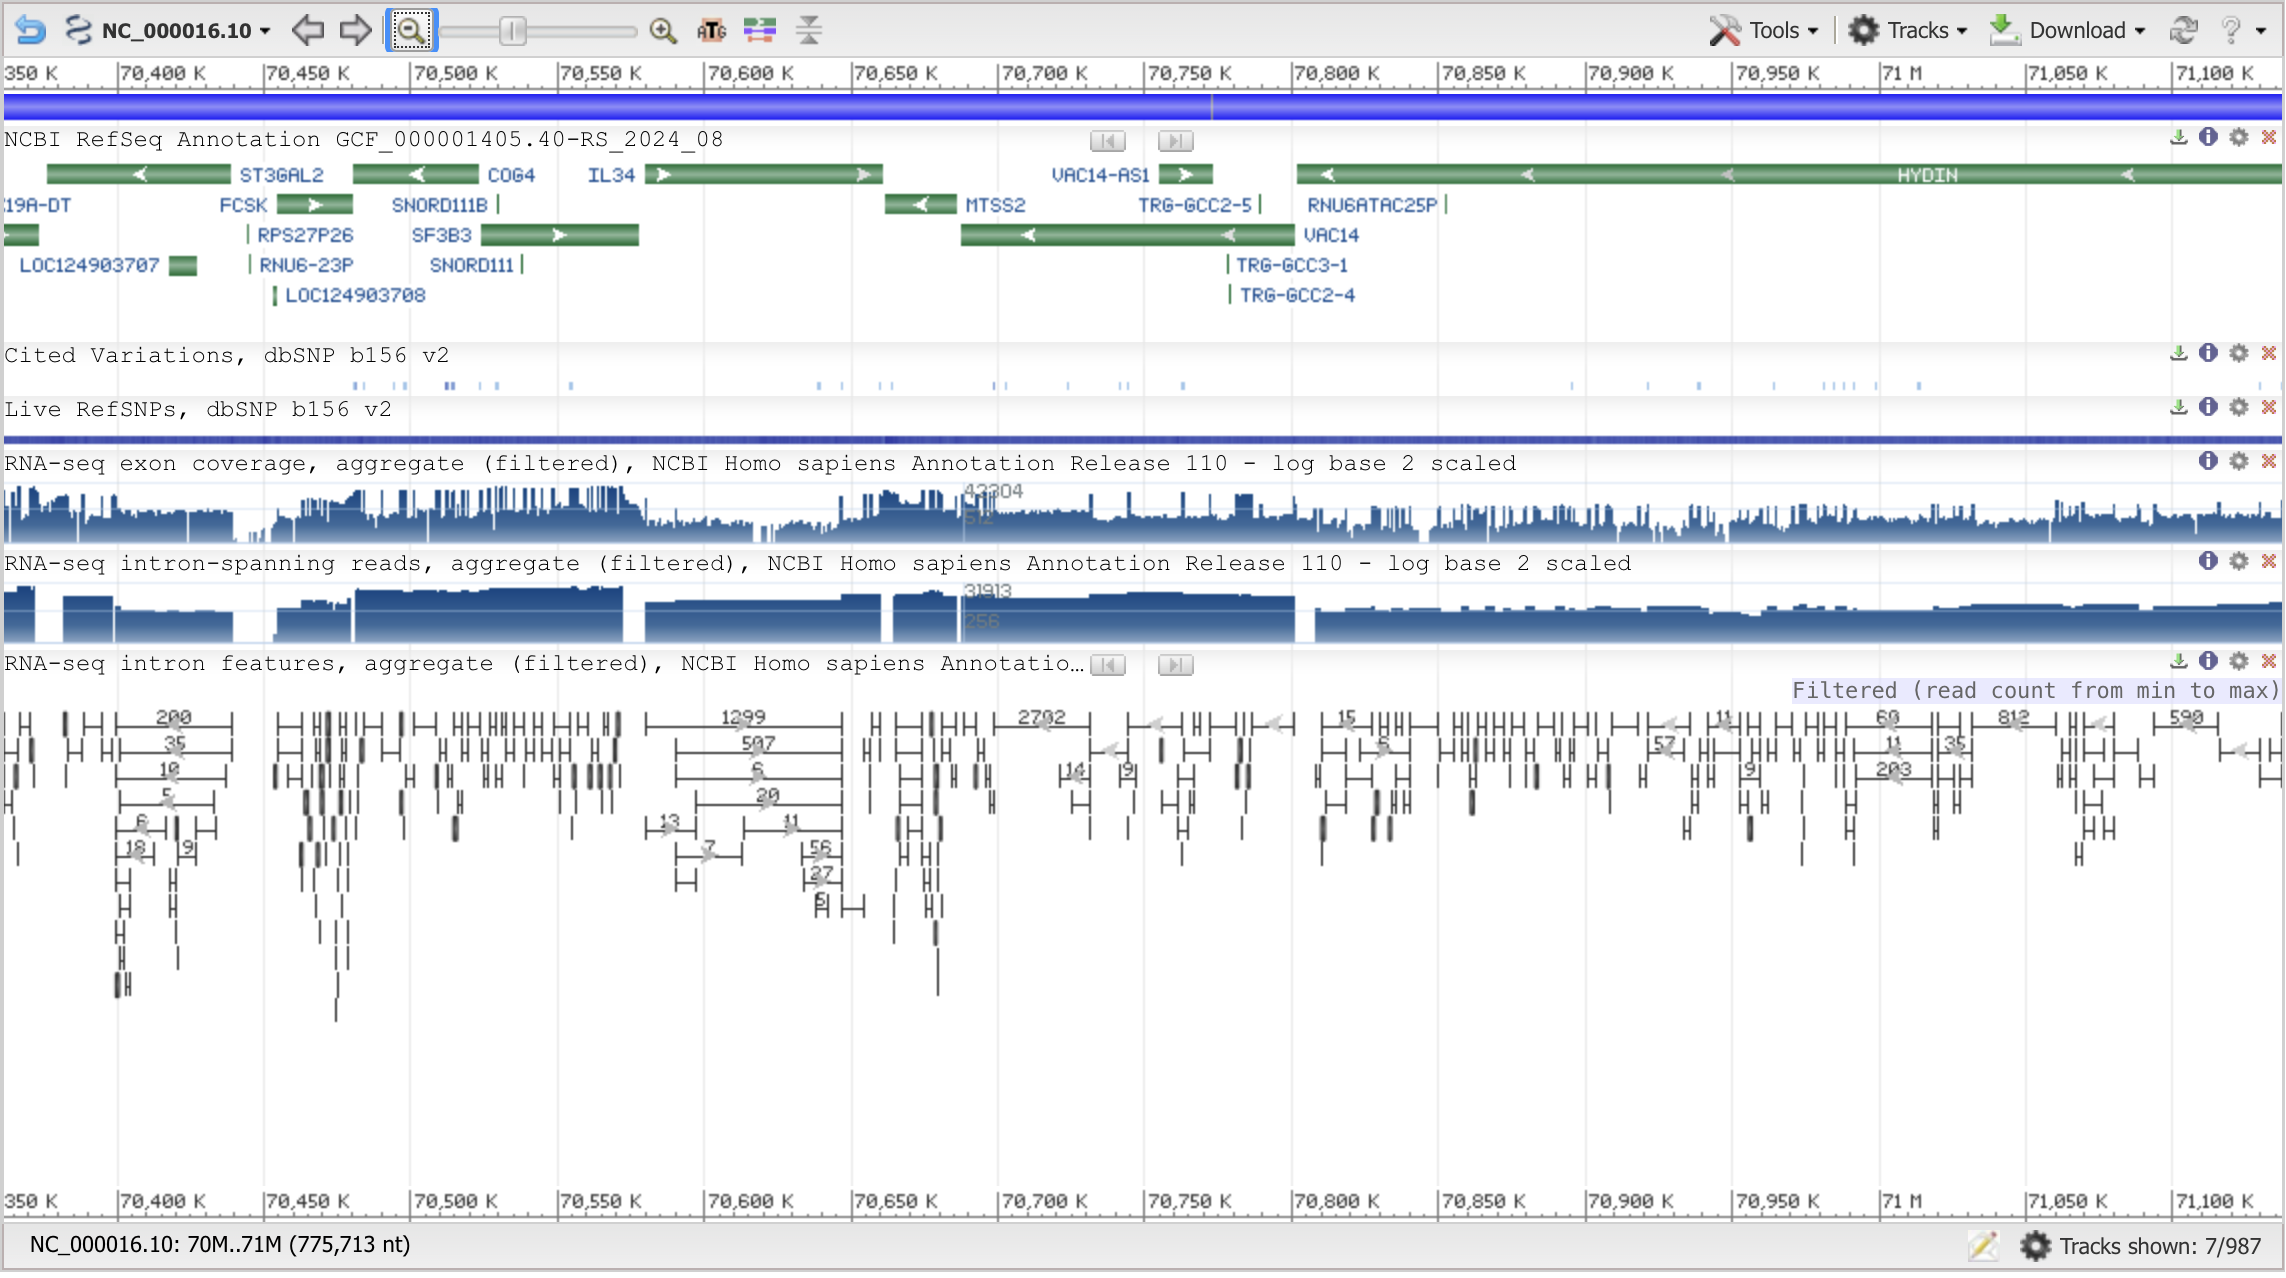 NC_000016.10 Tools Tracks Download
350 K 70,400 K 70,450 K 70,500 K 70,550 K 70,600 K 70,650 K 70,700 K 70,750 K 70,800 K 70,850 K 70,900 K 70,950 K 71 M 71,050 K 71,100 K
NCBI RefSeq Annotation GCF_000001405.40-RS_2024_08
ST3GAL2 COG4 IL34 VAC14-AS1 HYDIN
19A-DT FCSK SNORD111B MTSS2 TRG-GCC2-5 RNU6ATAC25P
RPS27P26 SF3B3 VAC14
LOC124903707 RNU6-23P SNORD111 TRG-GCC3-1
LOC124903708 TRG-GCC2-4
Cited Variations, dbSNP b156 v2
Live RefSNPs, dbSNP b156 v2
RNA-seq exon coverage, aggregate (filtered), NCBI Homo sapiens Annotation Release 110 - log base 2 scaled
512
RNA-seq intron-spanning reads, aggregate (filtered), NCBI Homo sapiens Annotation Release 110 - log base 2 scaled
31913
256
RNA-seq intron features, aggregate (filtered), NCBI Homo sapiens Annotatio...
Filtered (read count from min to max)
200 1299 2702 15 11 60 812 590
35 507 6 57 11 35
10 6 14 9 9 203
5 20
6 13 11
18 9 7 56
27
5
350 K 70,400 K 70,450 K 70,500 K 70,550 K 70,600 K 70,650 K 70,700 K 70,750 K 70,800 K 70,850 K 70,900 K 70,950 K 71 M 71,050 K 71,100 K
NC_000016.10: 70M..71M (775,713 nt) Tracks shown: 7/987